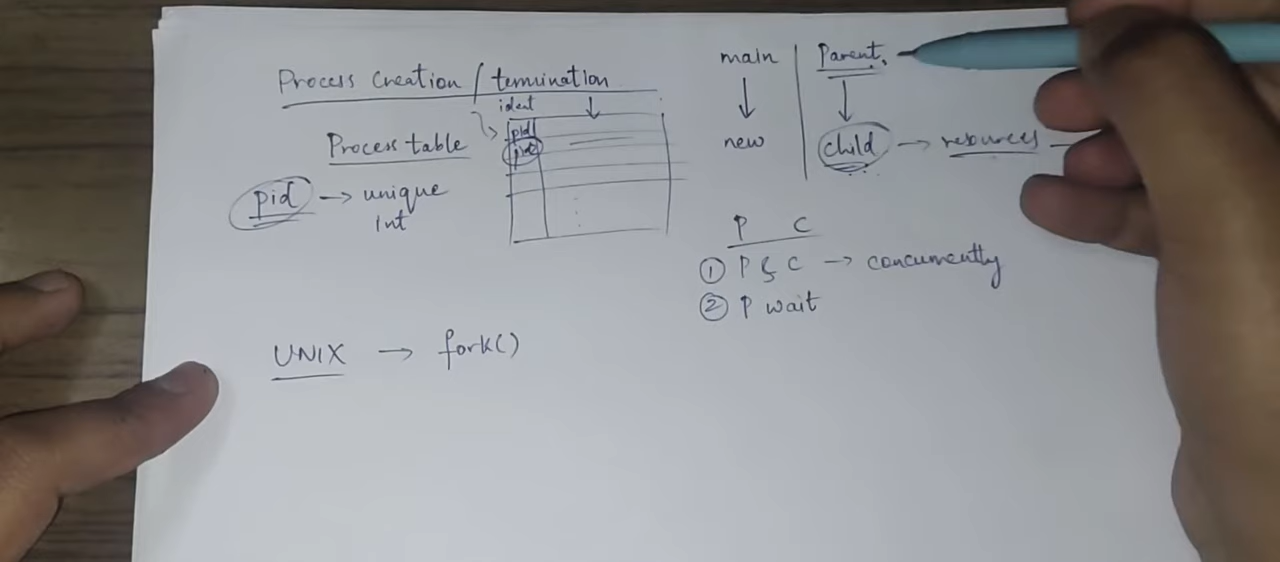 Process Creation / termination
ident
Process table
pid
pid → unique
Int
UNIX → fork()
main
↓
new
Parent
↓
child → resources
P C
① P & C → concurrently
② P wait